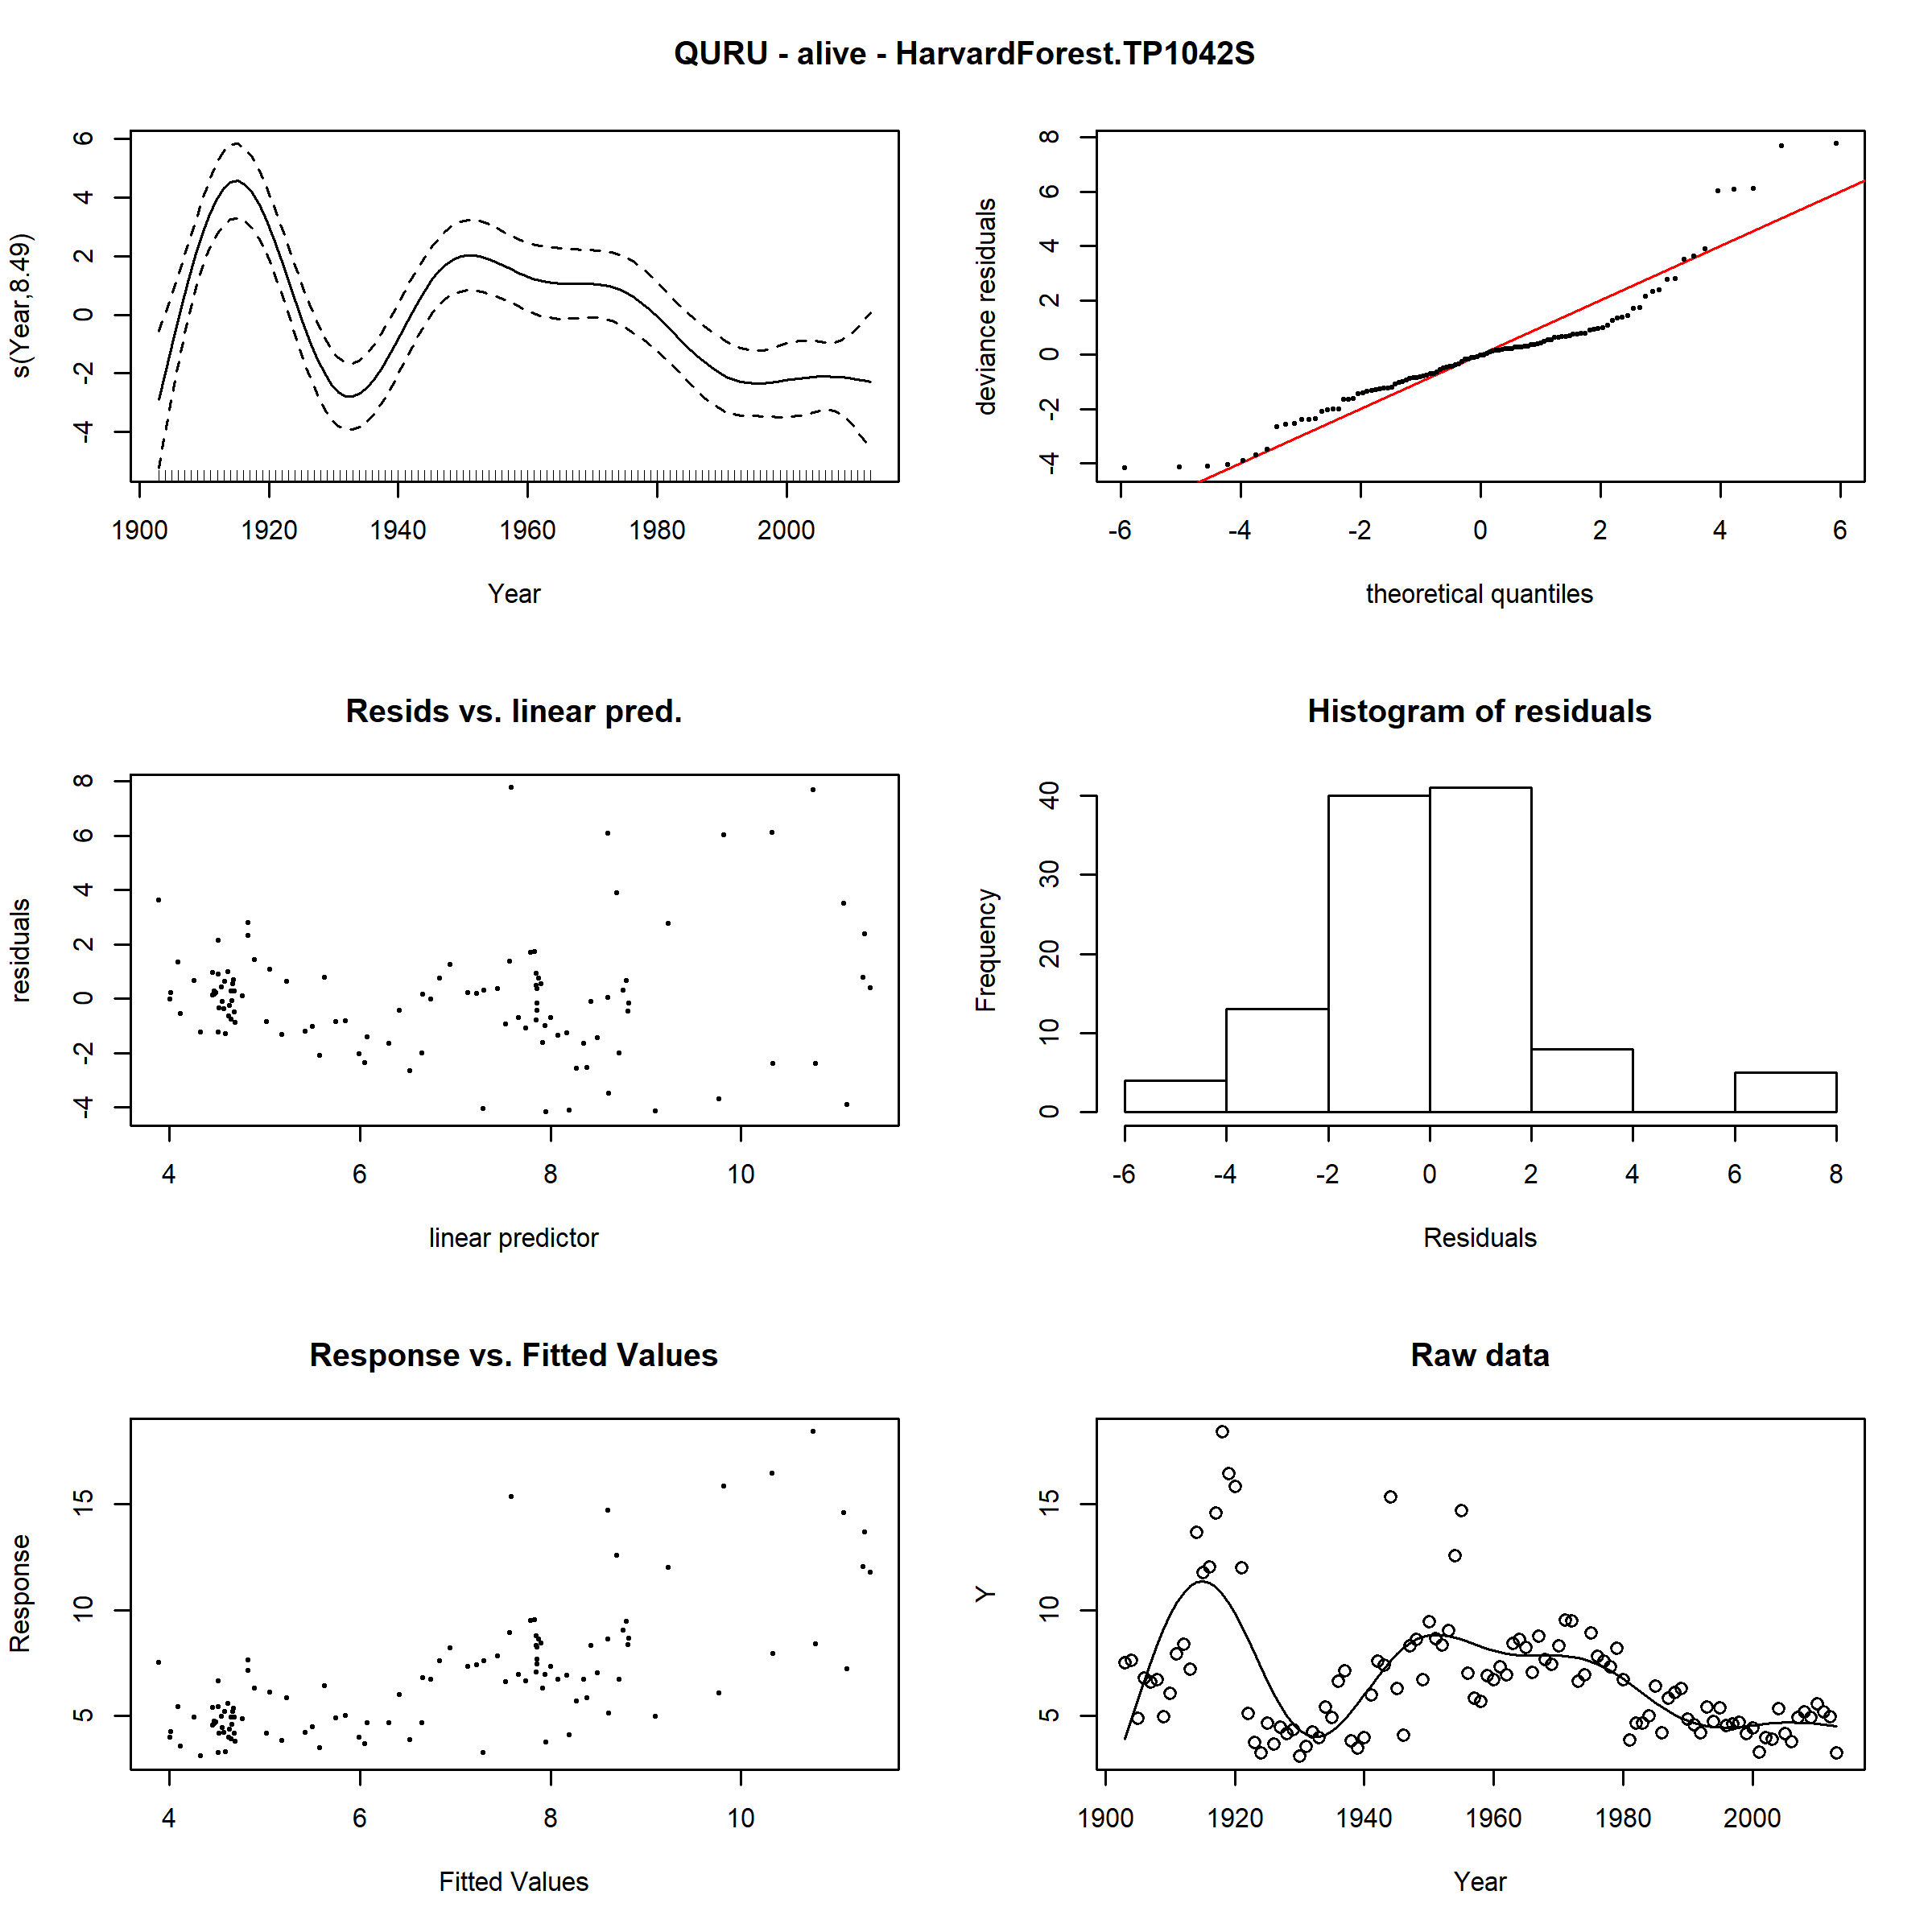 QURU - alive - HarvardForest.TP1042S
s(Year,8.49)
6
4
2
0
-2
-4
1900 1920 1940 1960 1980 2000
Year
deviance residuals
8
6
4
2
0
-2
-4
-6 -4 -2 0 2 4 6
theoretical quantiles
Resids vs. linear pred.
residuals
8
6
4
2
0
-2
-4
4 6 8 10
linear predictor
Histogram of residuals
Frequency
40
30
20
10
0
-6 -4 -2 0 2 4 6 8
Residuals
Response vs. Fitted Values
Response
15
10
5
4 6 8 10
Fitted Values
Raw data
Y
15
10
5
1900 1920 1940 1960 1980 2000
Year